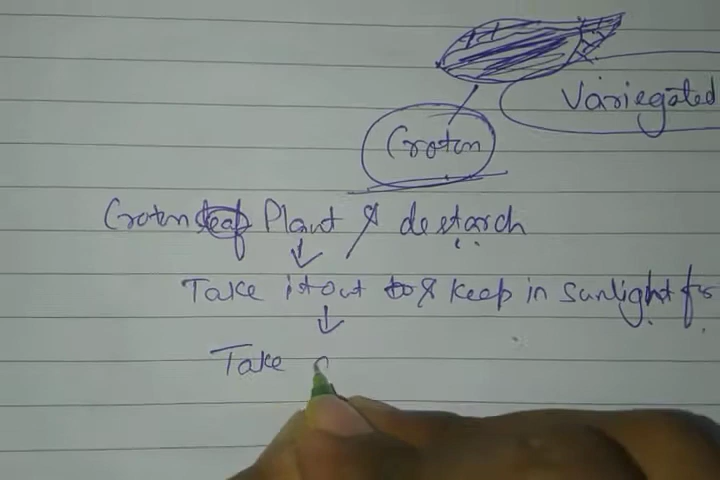 Variegated
Croton
Croton Plant & destarch
Take it out & keep in sunlight for
Take